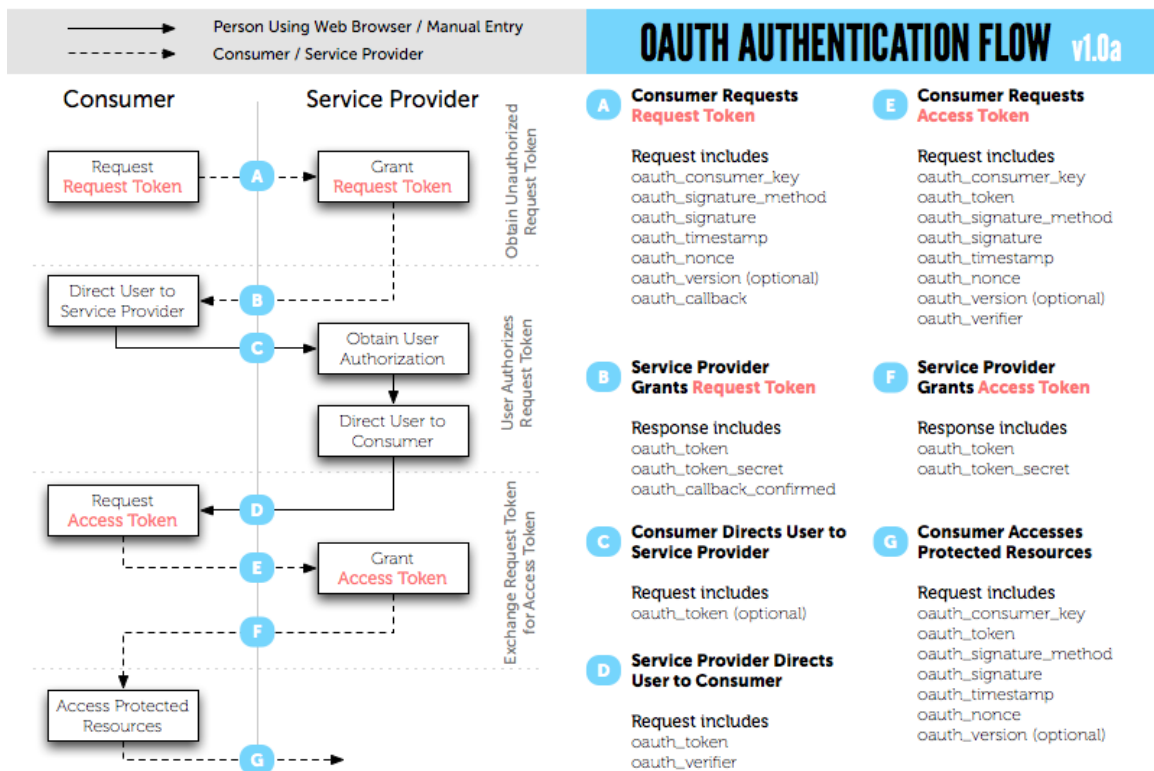 Person Using Web Browser / Manual Entry
Consumer / Service Provider
OAUTH AUTHENTICATION FLOW v1.0a
Consumer
Service Provider
Request
Request Token
A
Grant
Request Token
Obtain Unauthorized
Request Token
Direct User to
Service Provider
B
C
Obtain User
Authorization
Direct User to
Consumer
User Authorizes
Request Token
Request
Access Token
D
E
Grant
Access Token
F
Exchange Request Token
for Access Token
Access Protected
Resources
G
A
Consumer Requests
Request Token
Request includes
oauth_consumer_key
oauth_signature_method
oauth_signature
oauth_timestamp
oauth_nonce
oauth_version (optional)
oauth_callback
B
Service Provider
Grants Request Token
Response includes
oauth_token
oauth_token_secret
oauth_callback_confirmed
C
Consumer Directs User to
Service Provider
Request includes
oauth_token (optional)
D
Service Provider Directs
User to Consumer
Request includes
oauth_token
oauth_verifier
E
Consumer Requests
Access Token
Request includes
oauth_consumer_key
oauth_token
oauth_signature_method
oauth_signature
oauth_timestamp
oauth_nonce
oauth_version (optional)
oauth_verifier
F
Service Provider
Grants Access Token
Response includes
oauth_token
oauth_token_secret
G
Consumer Accesses
Protected Resources
Request includes
oauth_consumer_key
oauth_token
oauth_signature_method
oauth_signature
oauth_timestamp
oauth_nonce
oauth_version (optional)